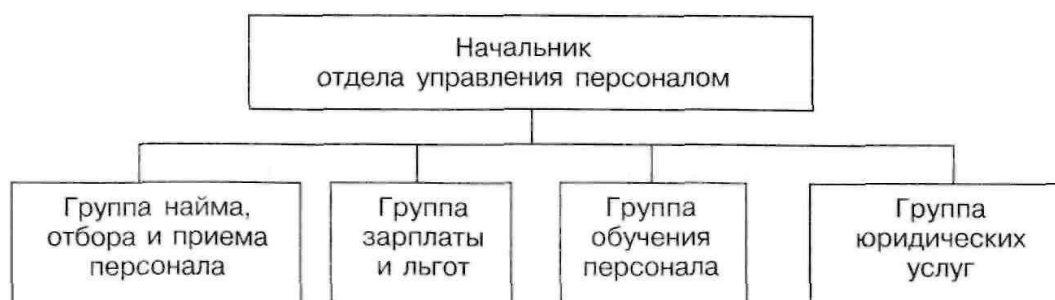 Начальник
отдела управления персоналом
Группа найма,
отбора и приема
персонала
Группа
зарплаты
и льгот
Группа
обучения
персонала
Группа
юридических
услуг